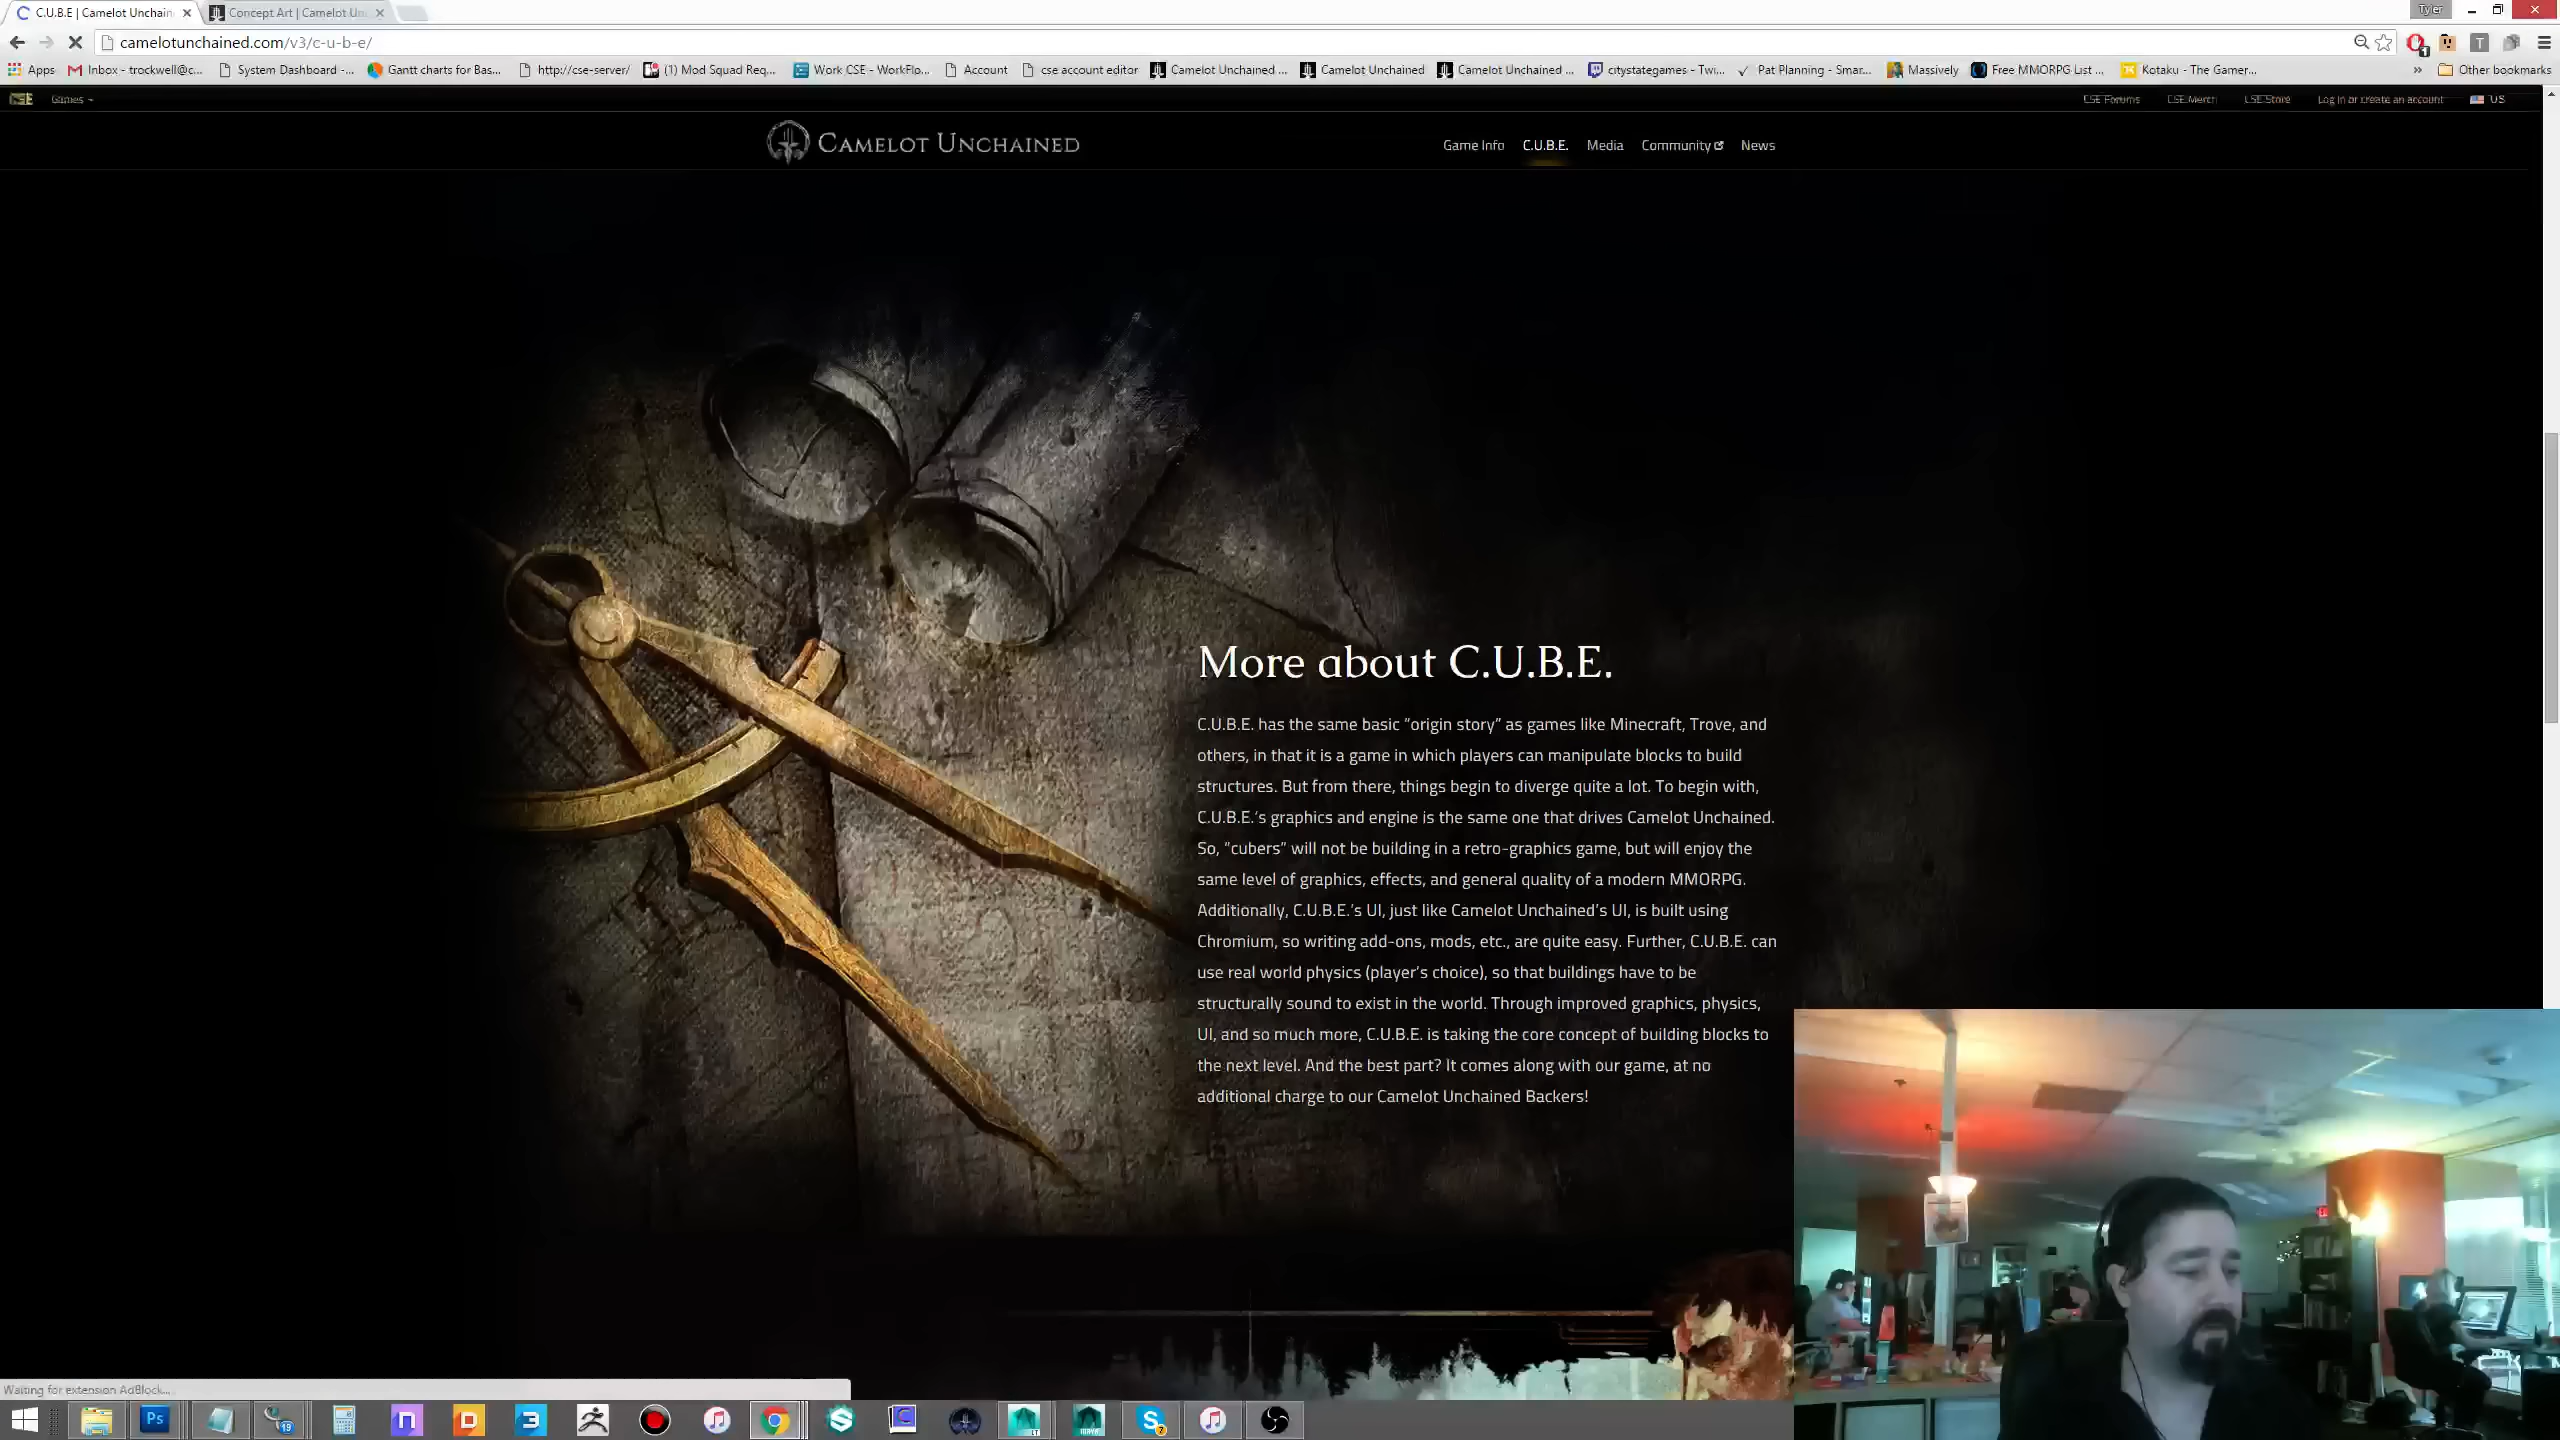 C.U.B.E | Camelot Unchain
Concept Art | Camelot Un
Tyler
camelotunchained.com/v3/c-u-b-e/
Apps
Inbox - trockwell@c...
System Dashboard -...
Gantt charts for Bas...
http://cse-server/
(1) Mod Squad Req...
Work CSE - WorkFlo...
Account
cse account editor
Camelot Unchained ...
Camelot Unchained
Camelot Unchained ...
citystategames - Twi...
Pat Planning - Smar...
Massively
Free MMORPG List ...
Kotaku - The Gamer...
»
Other bookmarks
CSE
Games
CSE Forums
CSE Merch
CSE Store
Log in or create an account
US
CAMELOT UNCHAINED
Game Info
C.U.B.E.
Media
Community
News
More about C.U.B.E.
C.U.B.E. has the same basic “origin story” as games like Minecraft, Trove, and
others, in that it is a game in which players can manipulate blocks to build
structures. But from there, things begin to diverge quite a lot. To begin with,
C.U.B.E.’s graphics and engine is the same one that drives Camelot Unchained.
So, “cubers” will not be building in a retro-graphics game, but will enjoy the
same level of graphics, effects, and general quality of a modern MMORPG.
Additionally, C.U.B.E.’s UI, just like Camelot Unchained’s UI, is built using
Chromium, so writing add-ons, mods, etc., are quite easy. Further, C.U.B.E. can
use real world physics (player’s choice), so that buildings have to be
structurally sound to exist in the world. Through improved graphics, physics,
UI, and so much more, C.U.B.E. is taking the core concept of building blocks to
the next level. And the best part? It comes along with our game, at no
additional charge to our Camelot Unchained Backers!
Waiting for extension AdBlock...
Ps
19